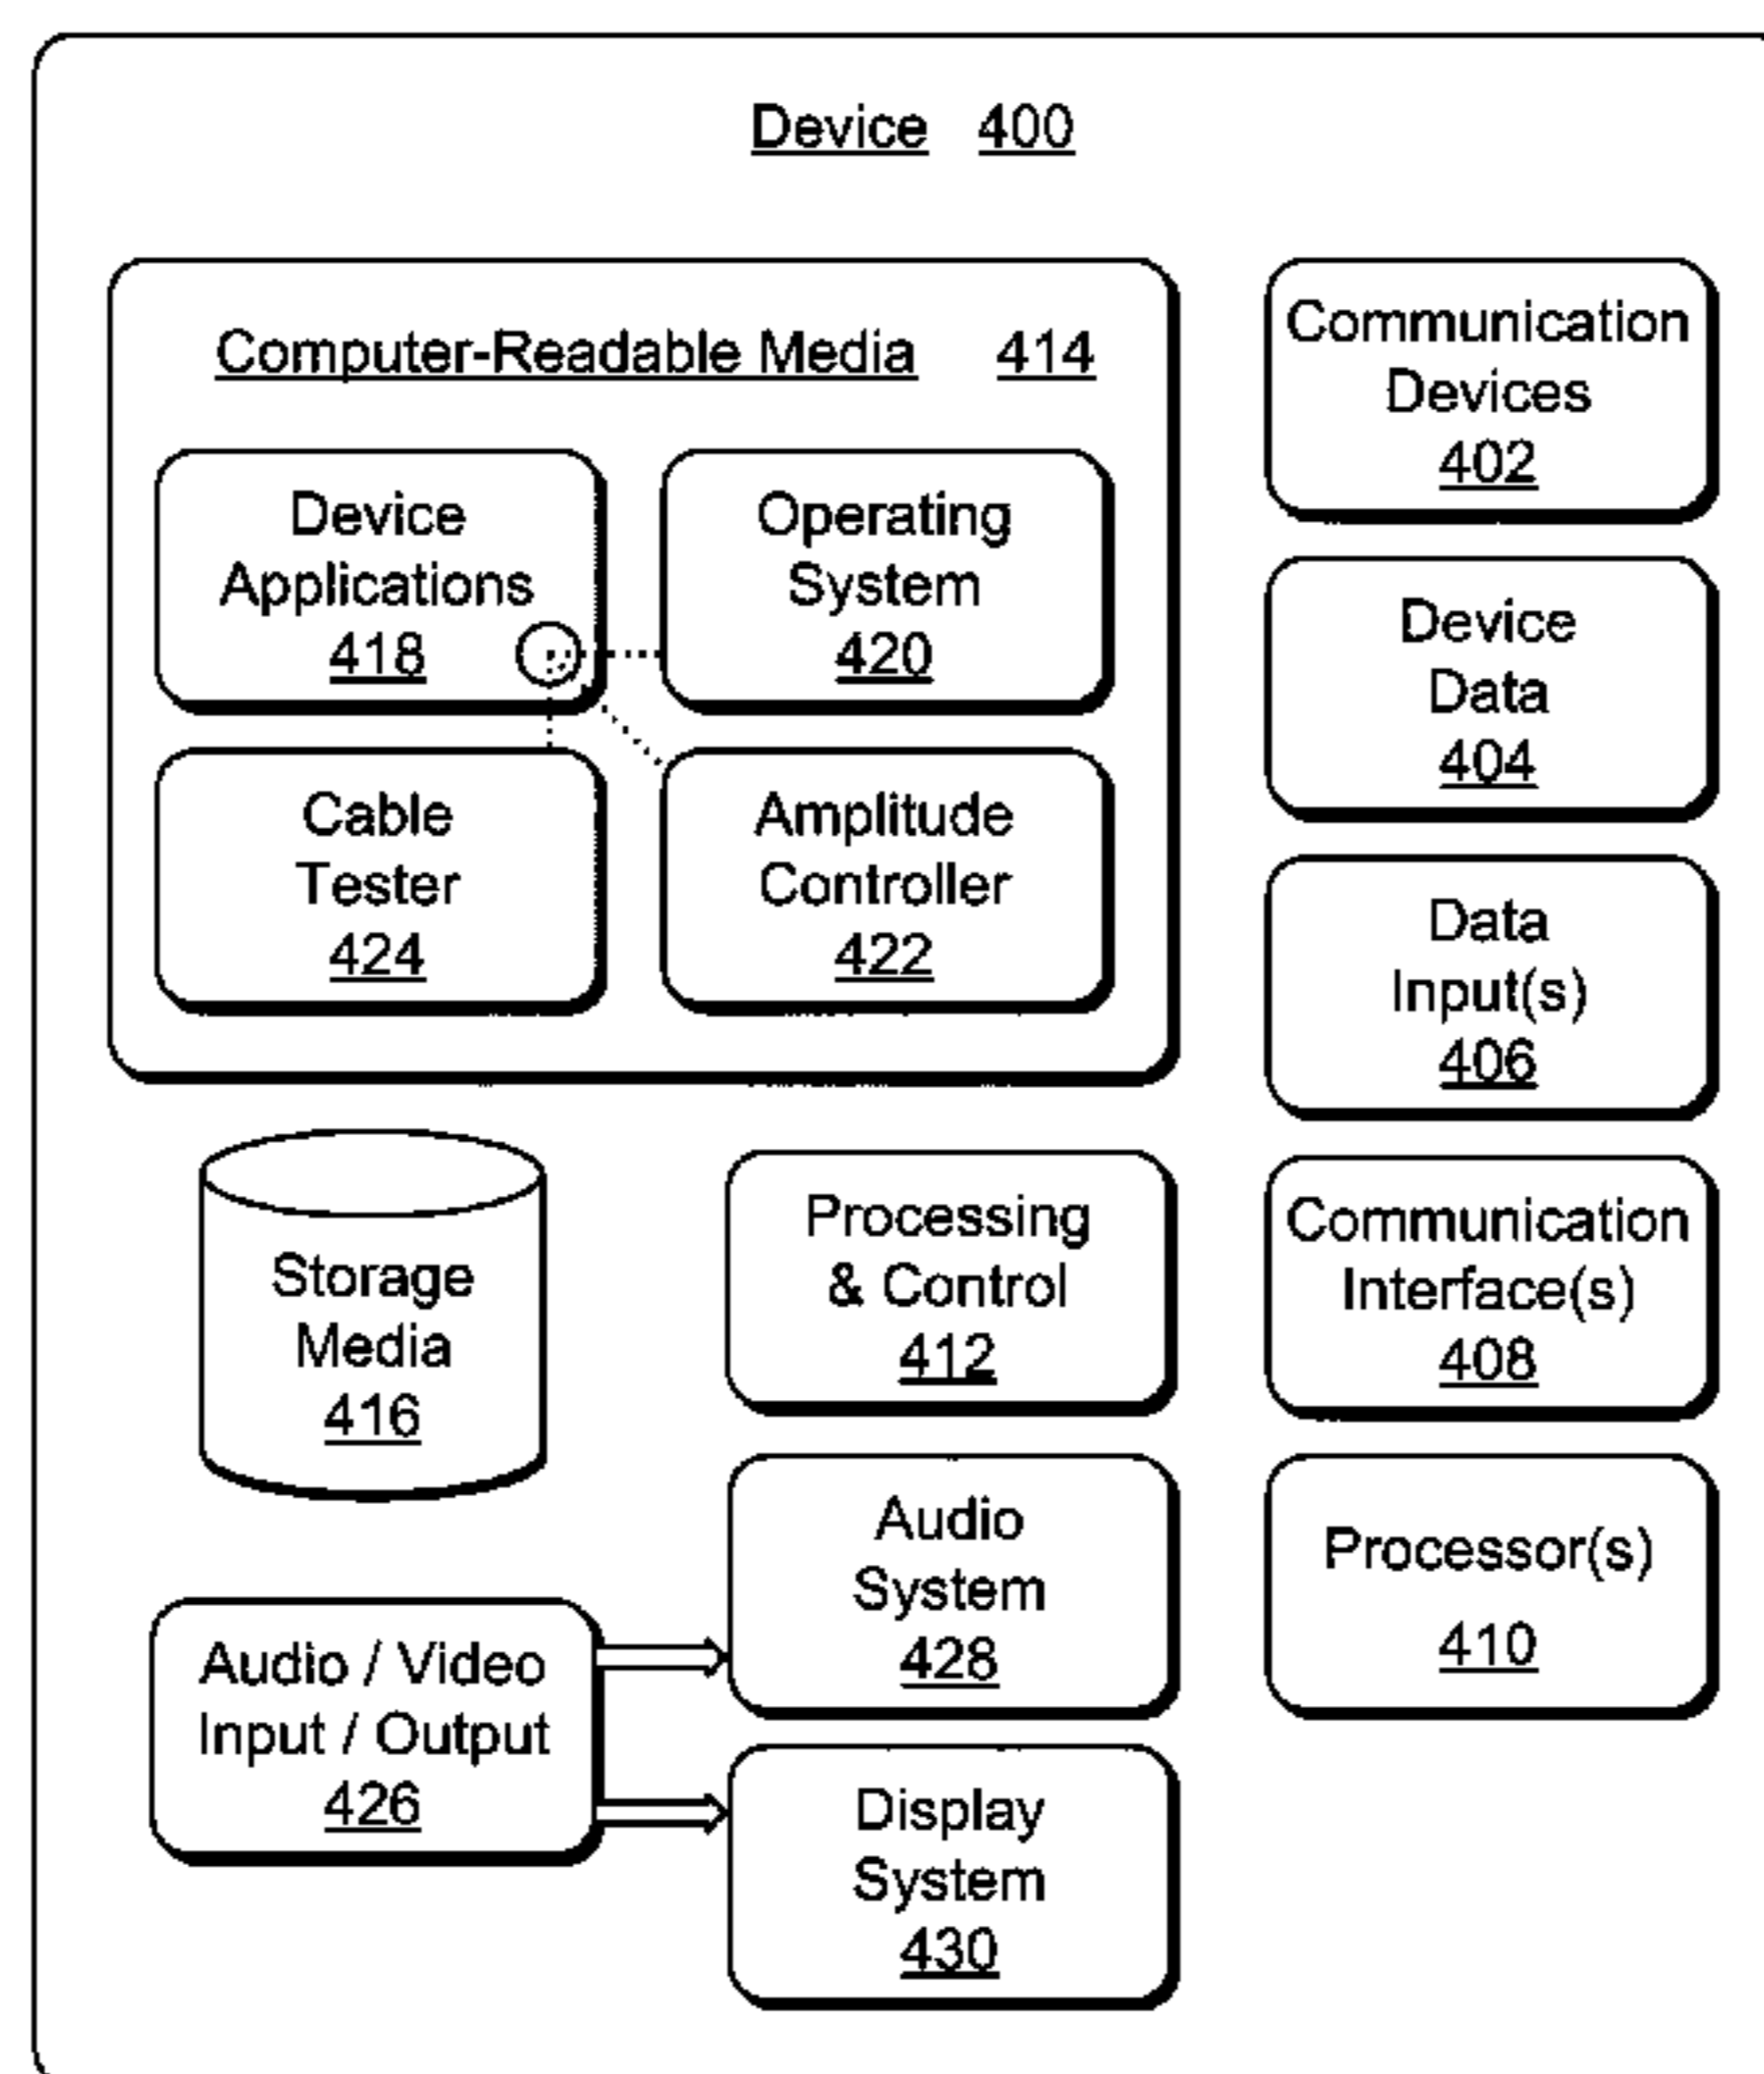 Device 400
Computer-Readable Media 414
Device
Applications
418
Operating
System
420
Cable
Tester
424
Amplitude
Controller
422
Communication
Devices
402
Device
Data
404
Data
Input(s)
406
Communication
Interface(s)
408
Processor(s)
410
Storage
Media
416
Processing
& Control
412
Audio / Video
Input / Output
426
Audio
System
428
Display
System
430